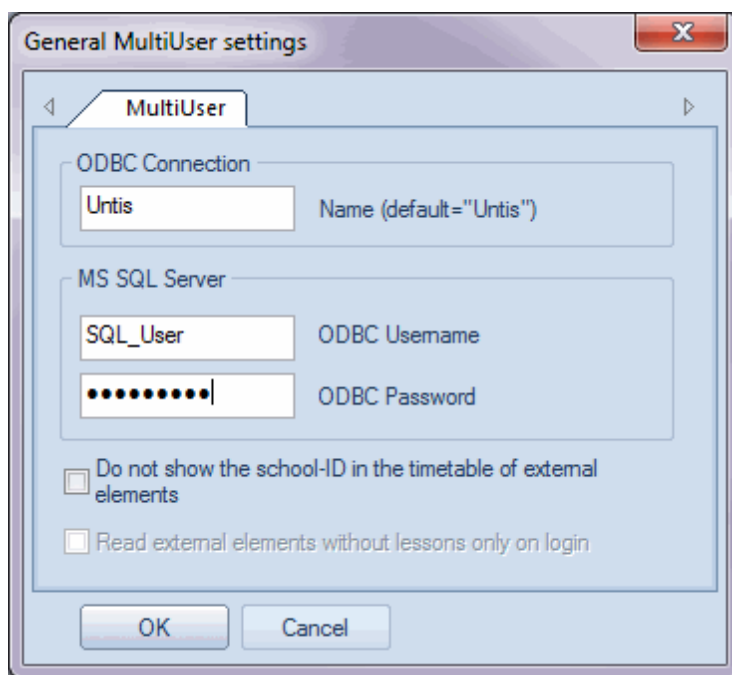 General MultiUser settings
MultiUser
ODBC Connection
Untis
Name (default="Untis")
MS SQL Server
SQL_User
ODBC Username
●●●●●●●●●
ODBC Password
Do not show the school-ID in the timetable of external
elements
Read external elements without lessons only on login
OK
Cancel